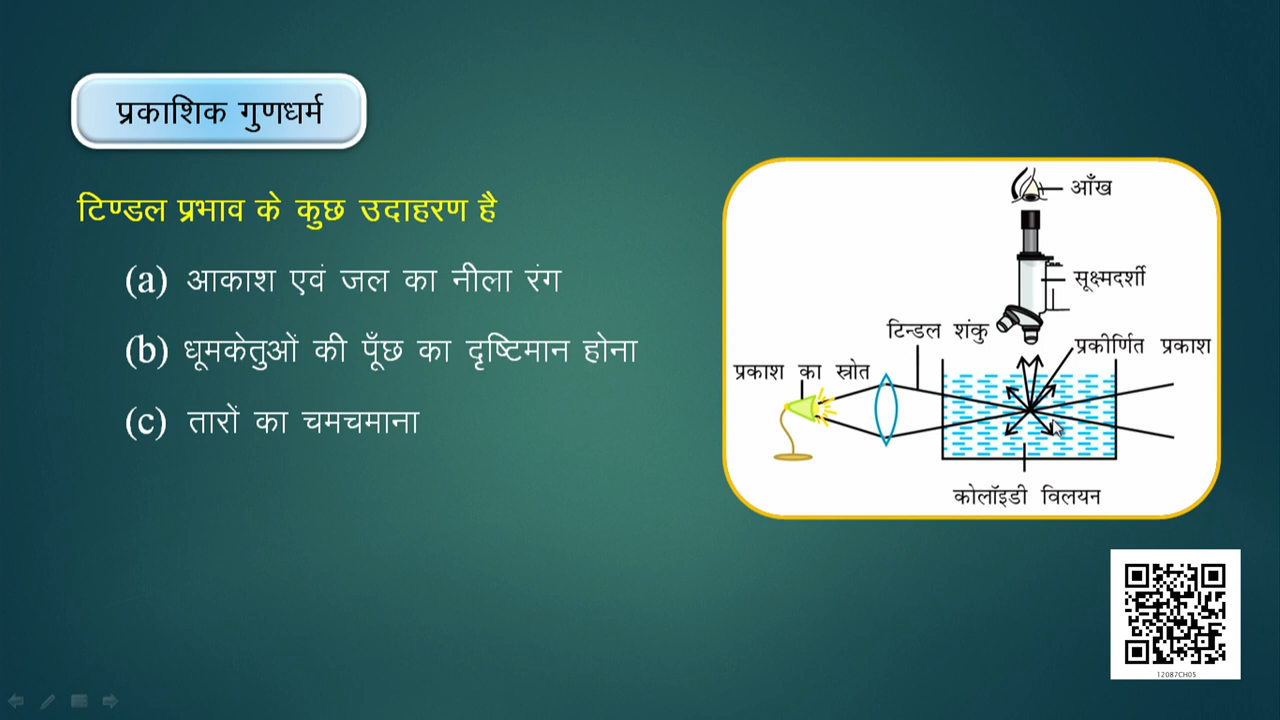 प्रकाशिक गुणधर्म
टिण्डल प्रभाव के कुछ उदाहरण है
(a) आकाश एवं जल का नीला रंग
(b) धूमकेतुओं की पूँछ का दृष्टिमान होना
(c) तारों का चमचमाना
आँख
सूक्ष्मदर्शी
टिन्डल शंकु
प्रकीर्णित प्रकाश
प्रकाश का स्रोत
कोलॉइडी विलयन
12087CH05